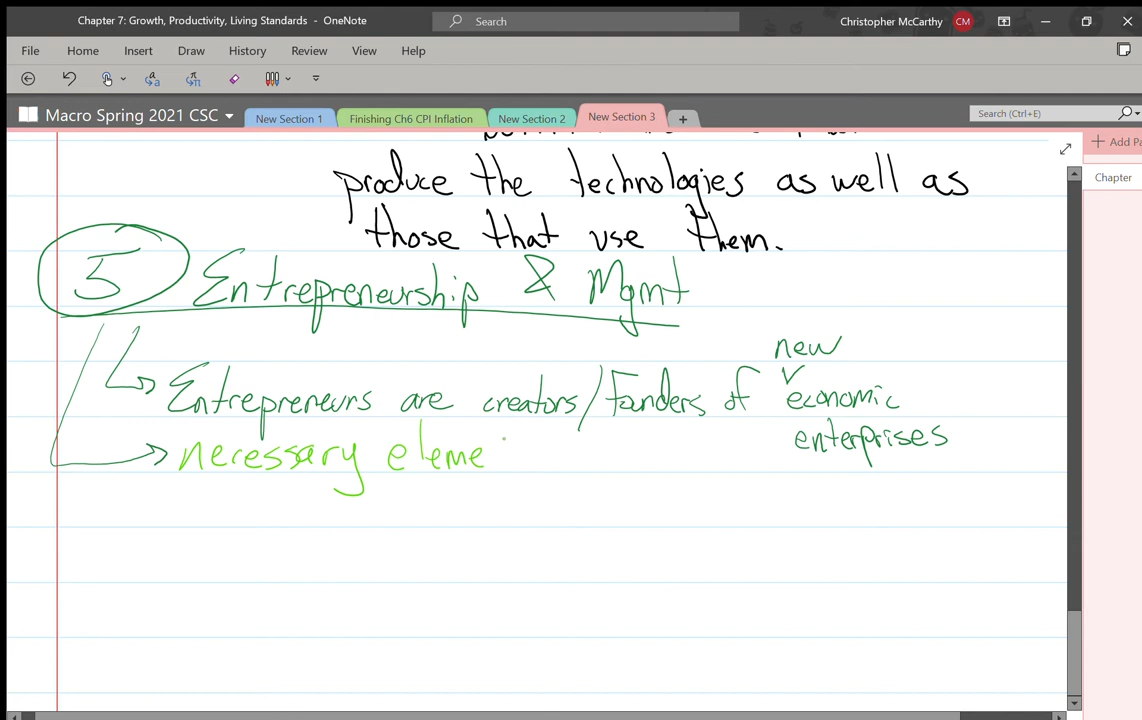 Chapter 7: Growth, Productivity, Living Standards - OneNote
Search
Christopher McCarthy
CM
File Home Insert Draw History Review View Help
Macro Spring 2021 CSC
New Section 1
Finishing Ch6 CPI Inflation
New Section 2
New Section 3
Search (Ctrl+E)
Add Pa
Chapter
produce the technologies as well as
those that use them.
5 Entrepreneurship & Mgmt
new
Entrepreneurs are creators/founders of economic
enterprises
necessary eleme